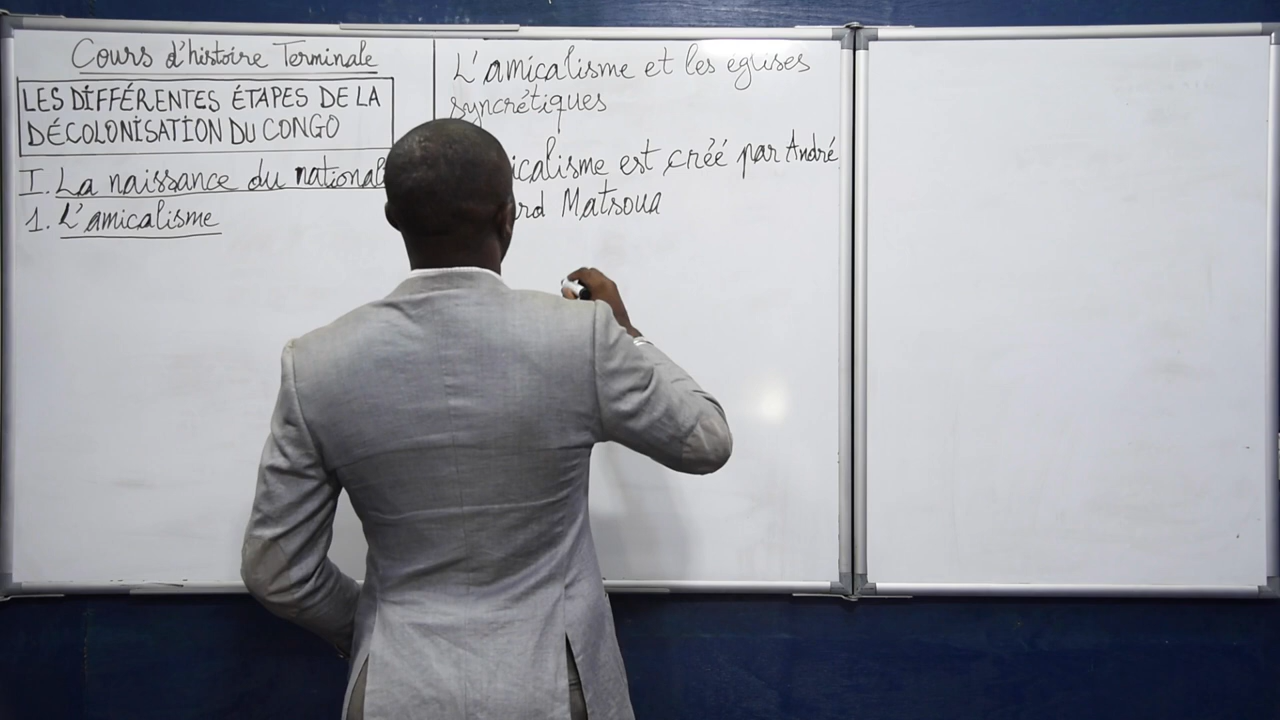 Cours d'histoire Terminale
LES DIFFÉRENTES ÉTAPES DE LA
DÉCOLONISATION DU CONGO
I. La naissance du national
1. L'amicalisme
L'amicalisme et les églises
syncrétiques
icalisme est créé par André
rd Matsoua